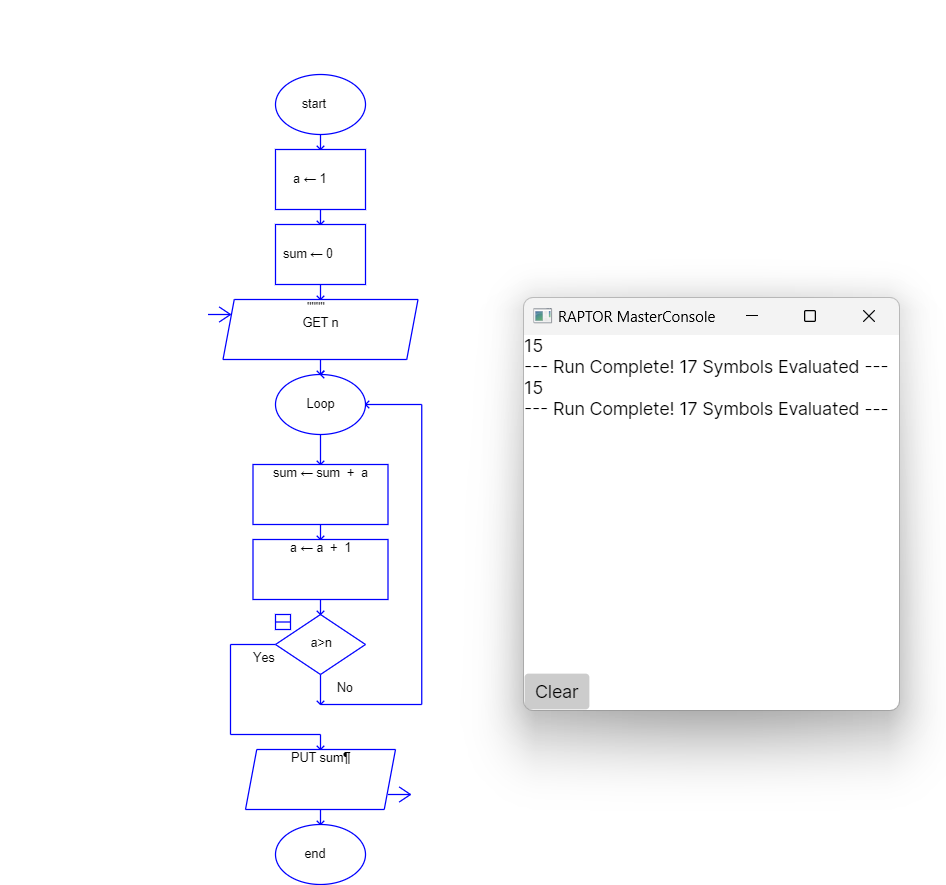 start
a ← 1
sum ← 0
""""
GET n
Loop
sum ← sum + a
a ← a + 1
a>n
Yes
No
PUT sum¶
end
RAPTOR MasterConsole
15
--- Run Complete! 17 Symbols Evaluated ---
15
--- Run Complete! 17 Symbols Evaluated ---
Clear